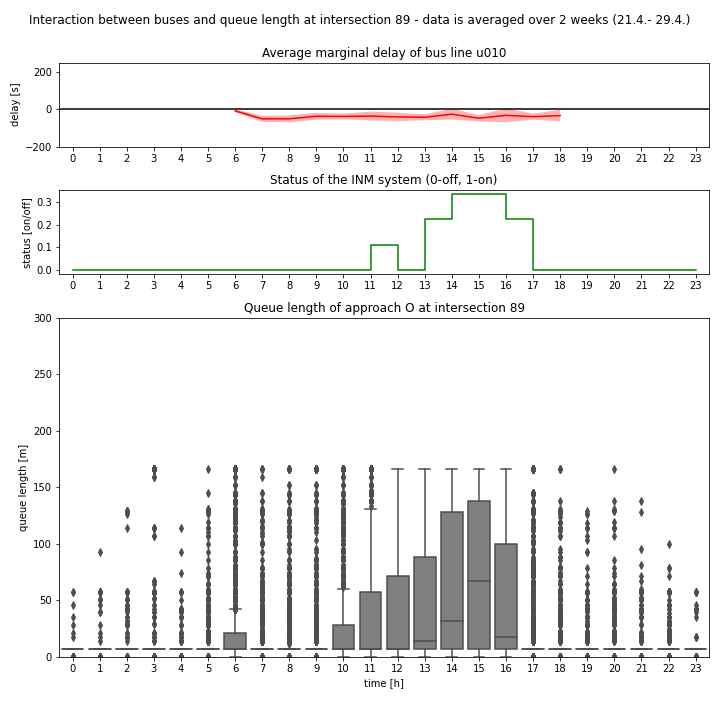 Interaction between buses and queue length at intersection 89 - data is averaged over 2 weeks (21.4.- 29.4.)
Average marginal delay of bus line u010
delay [s]
200
0
−200
0 1 2 3 4 5 6 7 8 9 10 11 12 13 14 15 16 17 18 19 20 21 22 23
Status of the INM system (0-off, 1-on)
status [on/off]
0.3
0.2
0.1
0.0
0 1 2 3 4 5 6 7 8 9 10 11 12 13 14 15 16 17 18 19 20 21 22 23
Queue length of approach O at intersection 89
queue length [m]
300
250
200
150
100
50
0
0 1 2 3 4 5 6 7 8 9 10 11 12 13 14 15 16 17 18 19 20 21 22 23
time [h]